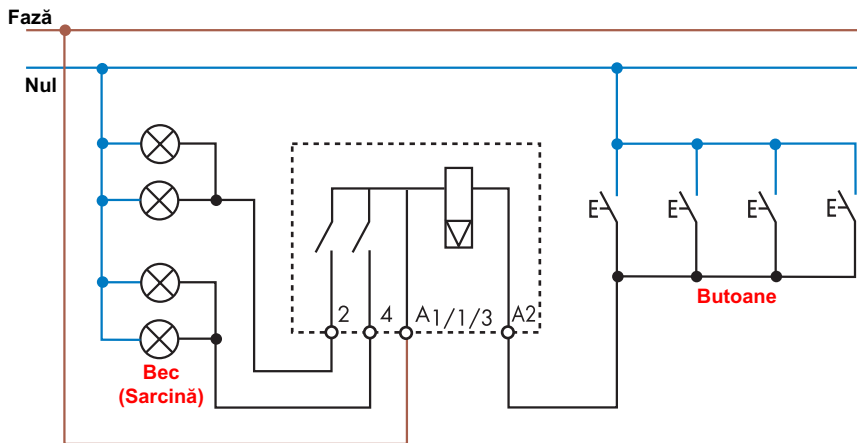 Fază
Nul
2 4 A1/1/3 A2
E
E
E
E
Butoane
Bec
(Sarcină)